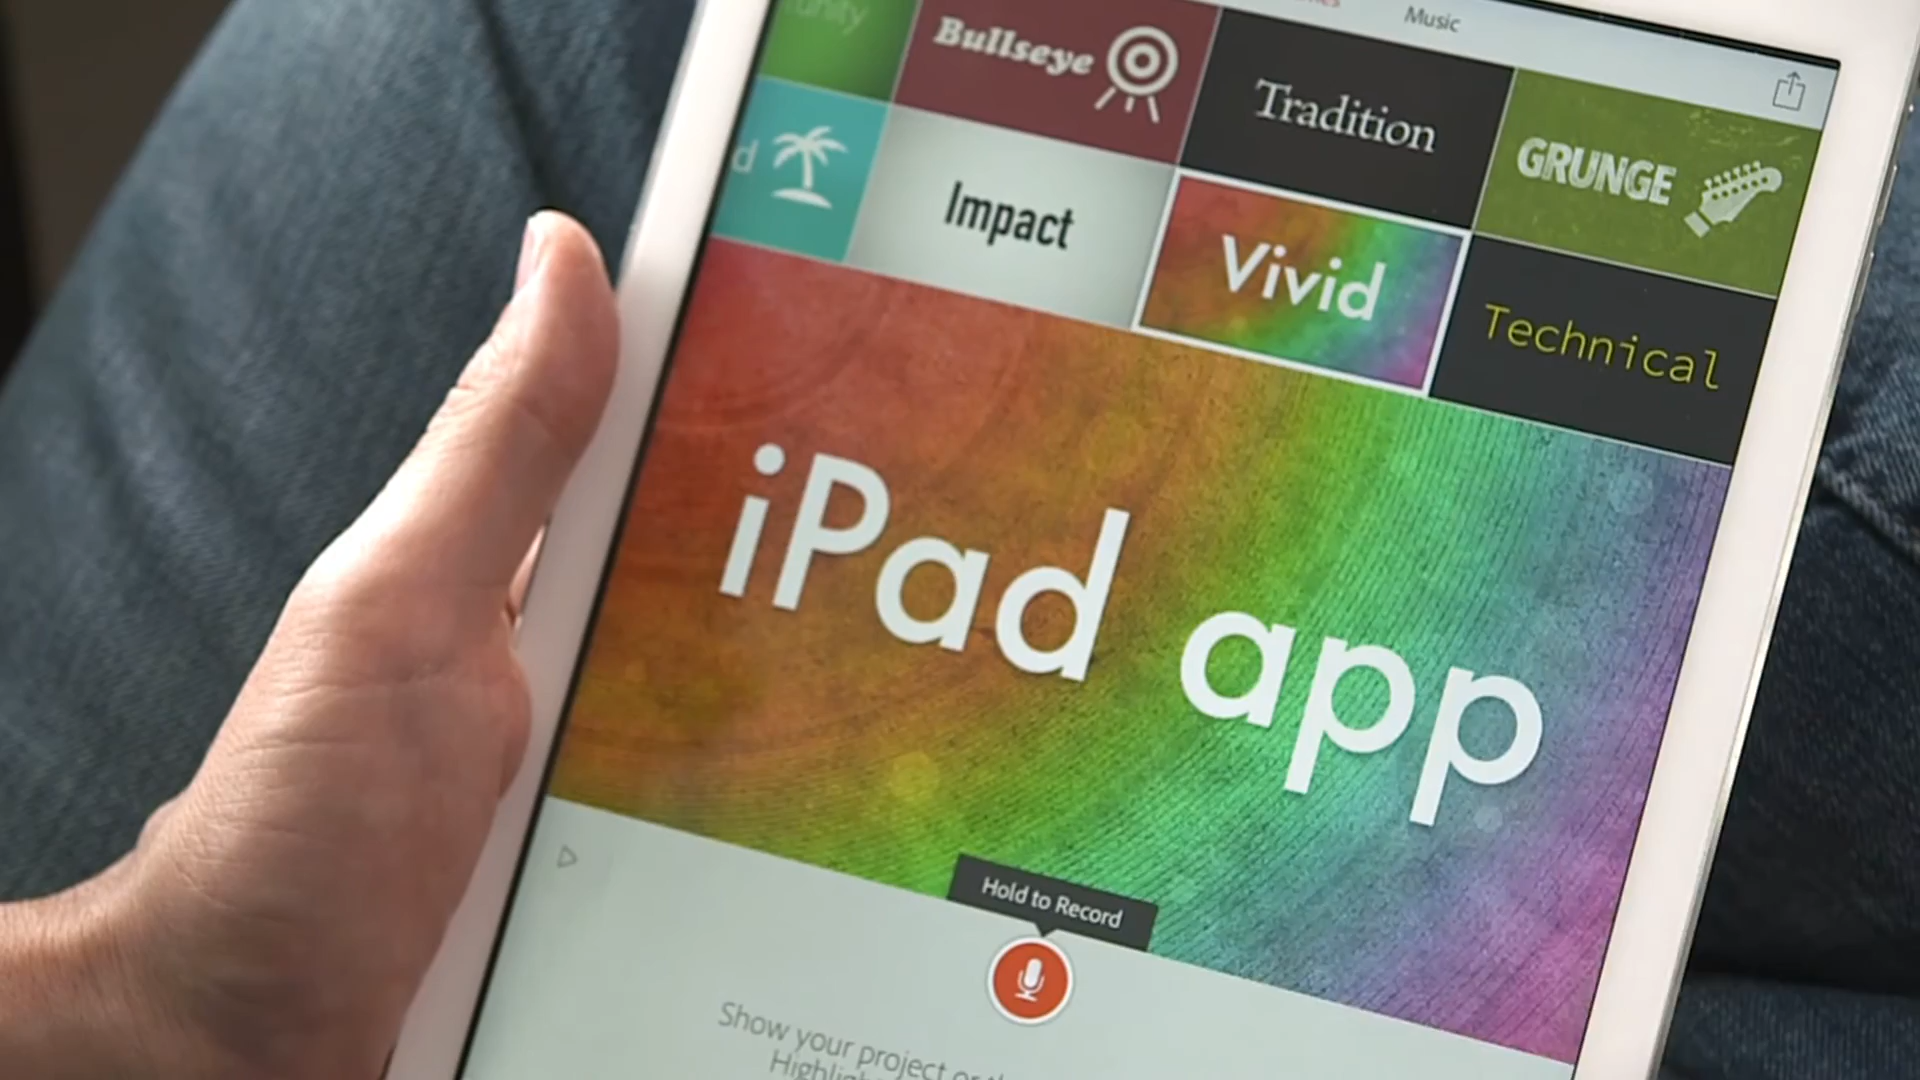 Music
Bullseye
Tradition
GRUNGE
d
Impact
Vivid
Technical
iPad app
Hold to Record
Show your project or